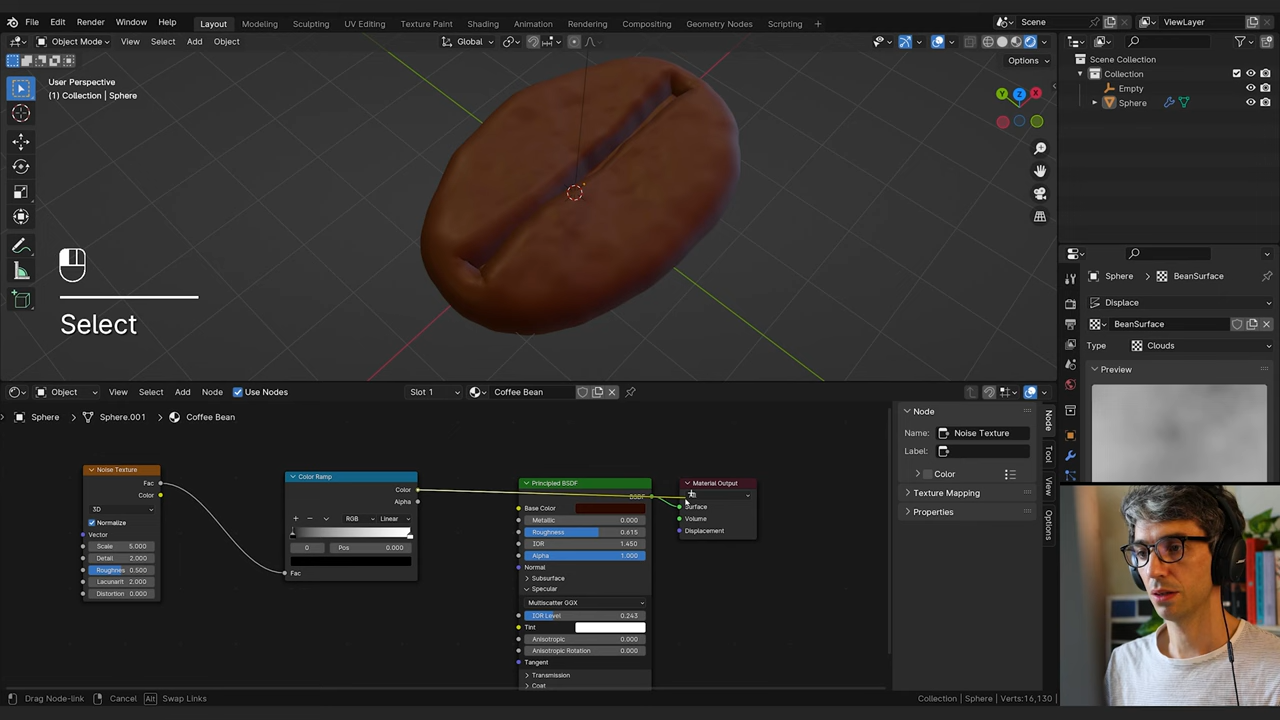 File Edit Render Window Help Layout Modeling Sculpting UV Editing Texture Paint Shading Animation Rendering Compositing Geometry Nodes Scripting + Scene ViewLayer
Object Mode View Select Add Object Global
Options
User Perspective
(1) Collection | Sphere
Y Z X
Select
Scene Collection
Collection
Empty
Sphere
Sphere BeanSurface
Displace
BeanSurface
Type Clouds
Preview
Object View Select Add Node Use Nodes Slot 1 Coffee Bean
Sphere Sphere.001 Coffee Bean
Noise Texture
Fac
Color
3D
Normalize
Vector
Scale 5.000
Detail 2.000
Roughnes 0.500
Lacunarit 2.000
Distortion 0.000
Color Ramp
Color
Alpha
RGB Linear
0 Pos 0.000
Fac
Principled BSDF
BSDF
Base Color
Metallic 0.000
Roughness 0.615
IOR 1.450
Alpha 1.000
Normal
Subsurface
Specular
Multiscatter GGX
IOR Level 0.243
Tint
Anisotropic 0.000
Anisotropic Rotation 0.000
Tangent
Transmission
Coat
Material Output
Surface
Volume
Displacement
Node
Name: Noise Texture
Label:
Color
Texture Mapping
Properties
Node
Tool
View
Options
Drag Node-link Cancel Alt Swap Links
Collection | Sphere | Verts:16,130